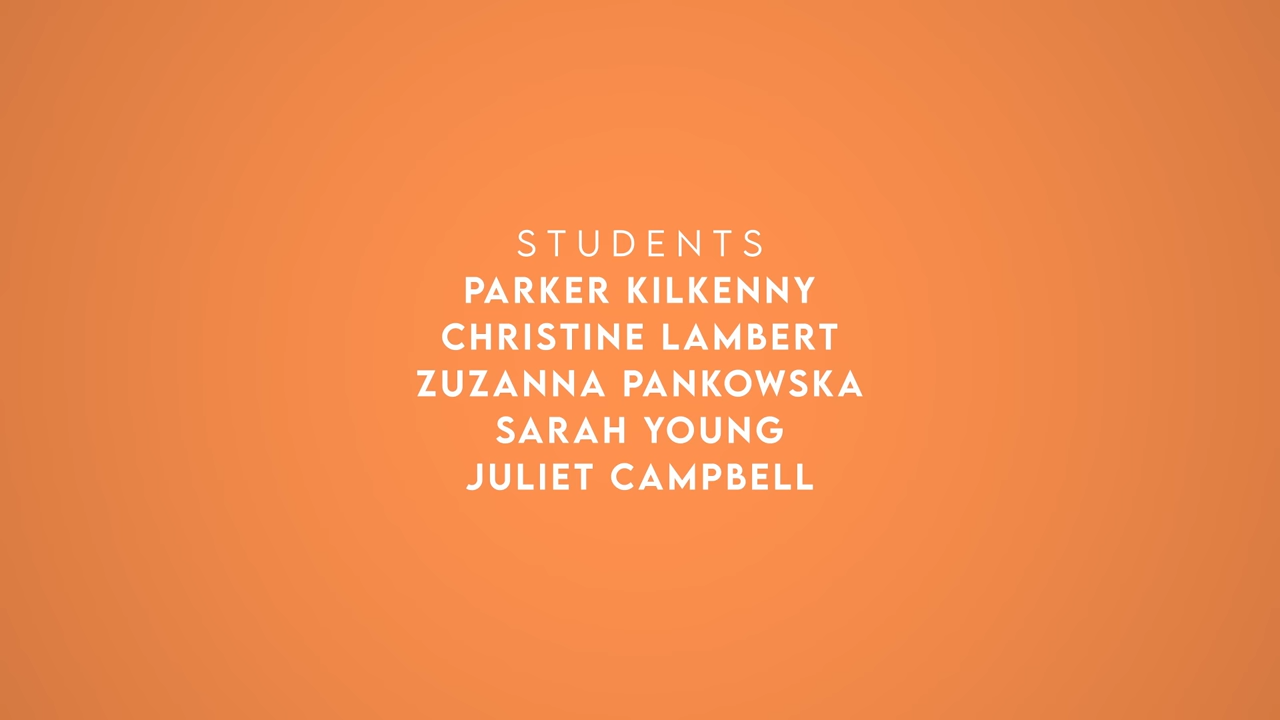 STUDENTS
PARKER KILKENNY
CHRISTINE LAMBERT
ZUZANNA PANKOWSKA
SARAH YOUNG
JULIET CAMPBELL